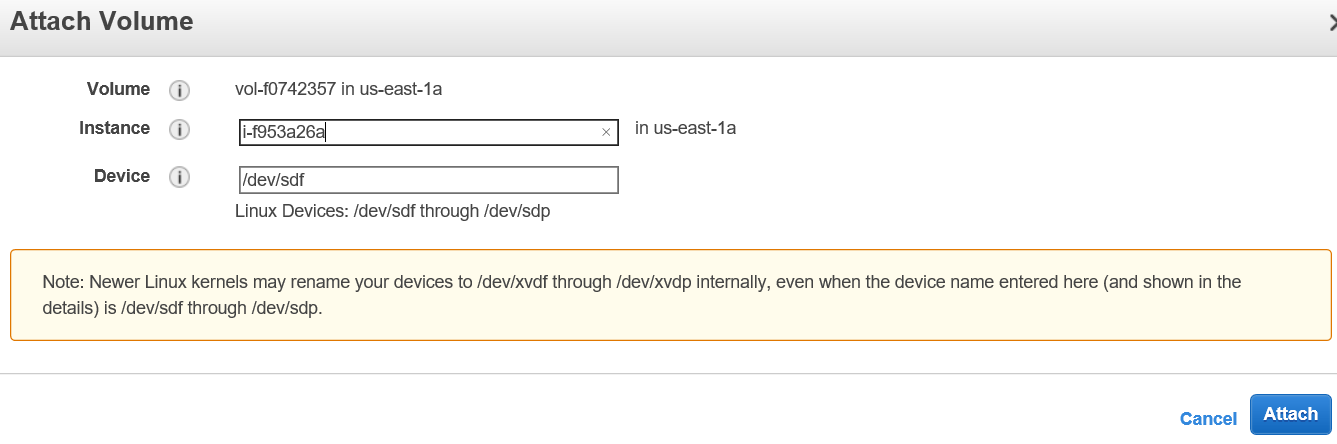 Attach Volume
Volume i vol-f0742357 in us-east-1a
Instance i i-f953a26a × in us-east-1a
Device i /dev/sdf
Linux Devices: /dev/sdf through /dev/sdp
Note: Newer Linux kernels may rename your devices to /dev/xvdf through /dev/xvdp internally, even when the device name entered here (and shown in the
details) is /dev/sdf through /dev/sdp.
Cancel Attach